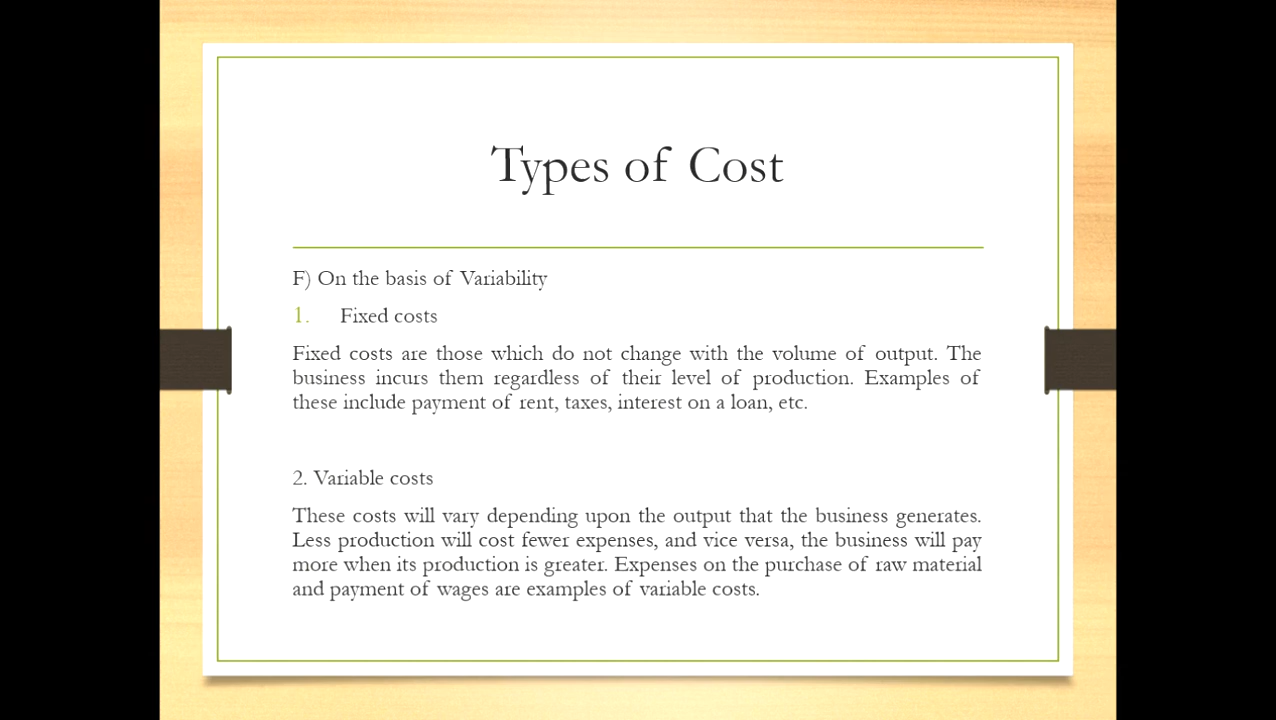 Types of Cost
F) On the basis of Variability
1. Fixed costs
Fixed costs are those which do not change with the volume of output. The
business incurs them regardless of their level of production. Examples of
these include payment of rent, taxes, interest on a loan, etc.
2. Variable costs
These costs will vary depending upon the output that the business generates.
Less production will cost fewer expenses, and vice versa, the business will pay
more when its production is greater. Expenses on the purchase of raw material
and payment of wages are examples of variable costs.